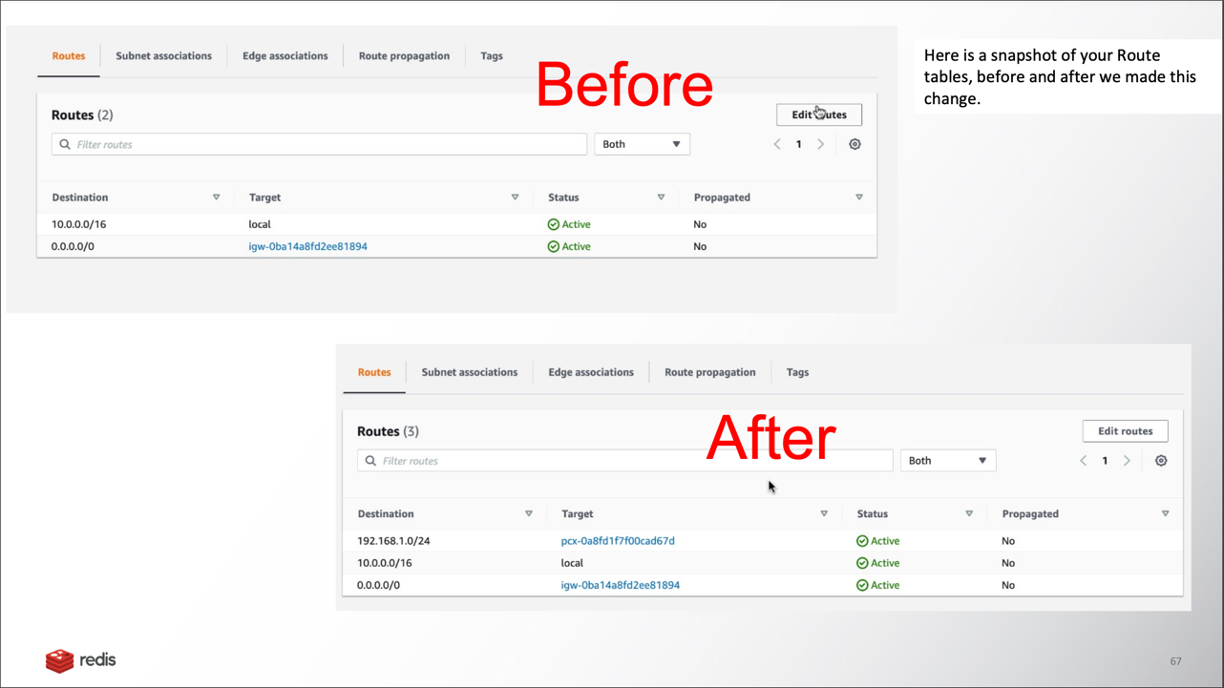 Routes Subnet associations Edge associations Route propagation Tags
Before
Routes (2)
Edit routes
Filter routes
Both
1
Destination Target Status Propagated
10.0.0.0/16 local Active No
0.0.0.0/0 igw-0ba14a8fd2ee81894 Active No
Here is a snapshot of your Route
tables, before and after we made this
change.
Routes Subnet associations Edge associations Route propagation Tags
After
Routes (3)
Edit routes
Filter routes
Both
1
Destination Target Status Propagated
192.168.1.0/24 pcx-0a8fd1f7f00cad67d Active No
10.0.0.0/16 local Active No
0.0.0.0/0 igw-0ba14a8fd2ee81894 Active No
redis
67